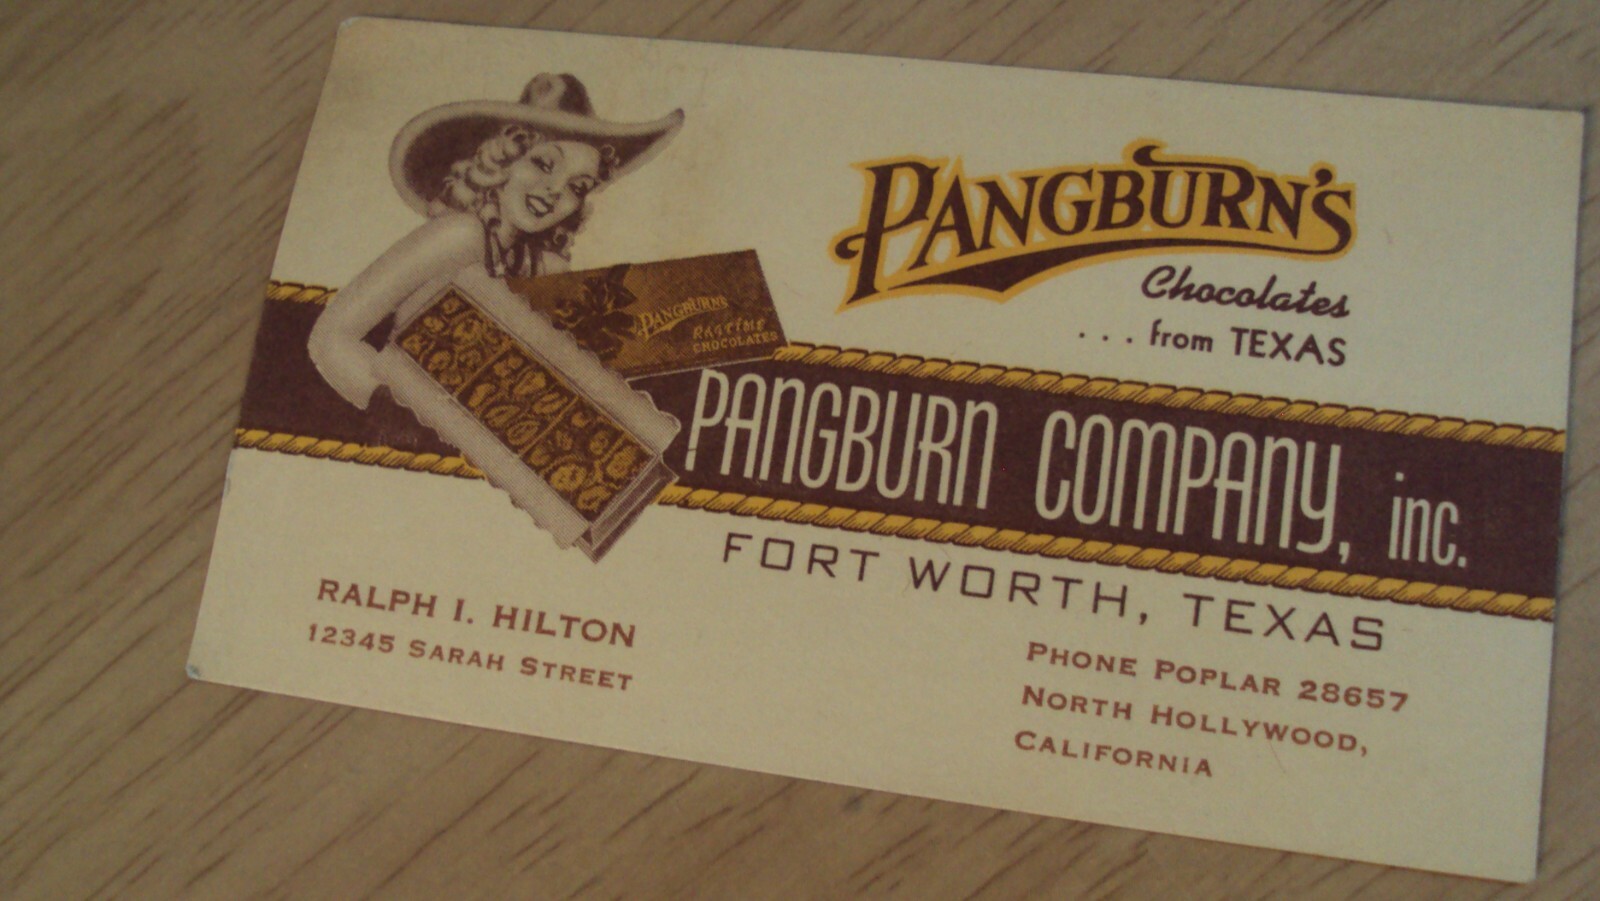 PANGBURN'S
Chocolates
. . . from TEXAS
PANGBURN'S
RAGTIME
CHOCOLATES
PANGBURN COMPANY, inc.
FORT WORTH, TEXAS
RALPH I. HILTON
12345 SARAH STREET
PHONE POPLAR 28657
NORTH HOLLYWOOD,
CALIFORNIA